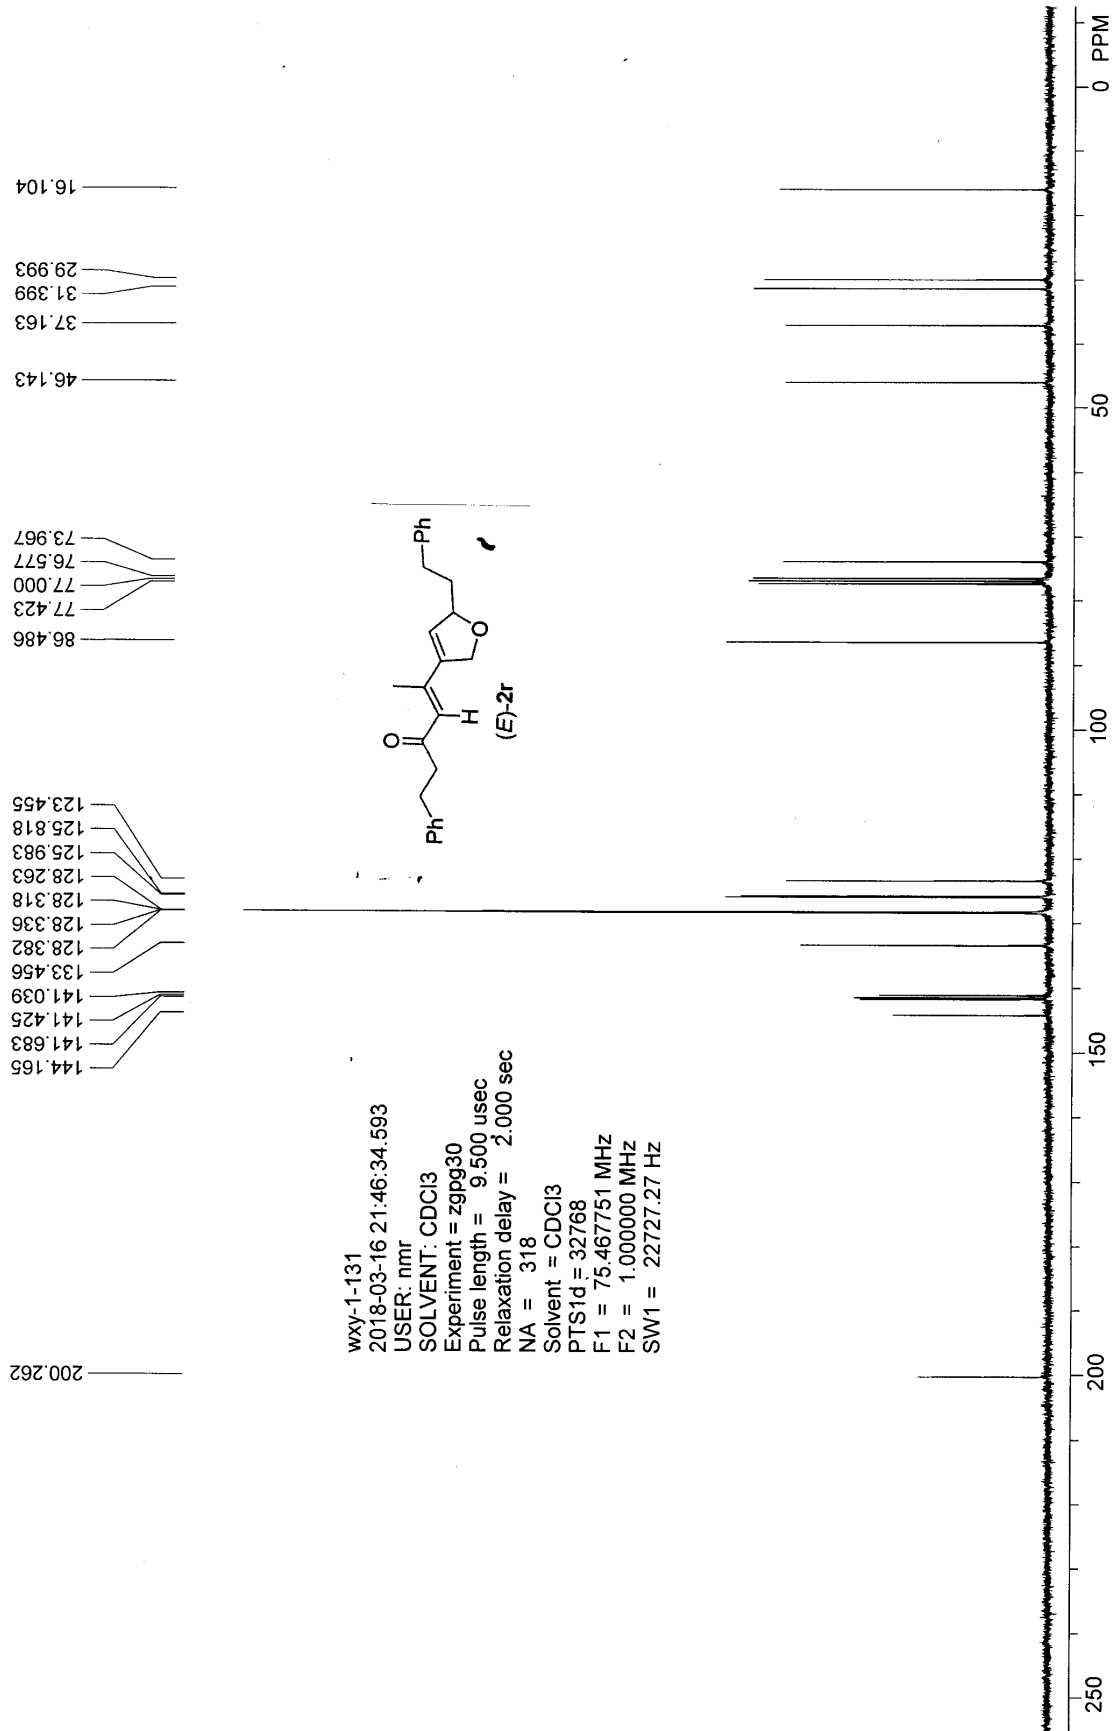 200.262
144.165
141.683
141.425
141.039
133.456
128.382
128.336
128.318
128.263
125.983
125.818
123.455
86.486
77.423
77.000
76.577
73.967
46.143
37.163
31.399
29.993
16.104
wxy-1-131
2018-03-16 21:46:34.593
USER: nmr
SOLVENT: CDCl3
Experiment = zgpg30
Pulse length = 9.500 usec
Relaxation delay = 2.000 sec
NA = 318
Solvent = CDCl3
PTS1d = 32768
F1 = 75.467751 MHz
F2 = 1.000000 MHz
SW1 = 22727.27 Hz
Ph
O
H
O
Ph
(E)-2r
250
200
150
100
50
0 PPM